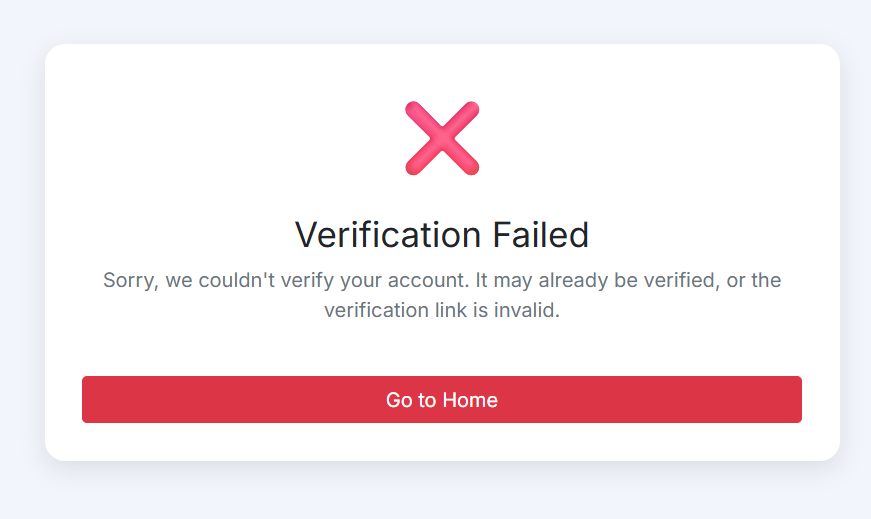 Verification Failed
Sorry, we couldn't verify your account. It may already be verified, or the
verification link is invalid.
Go to Home